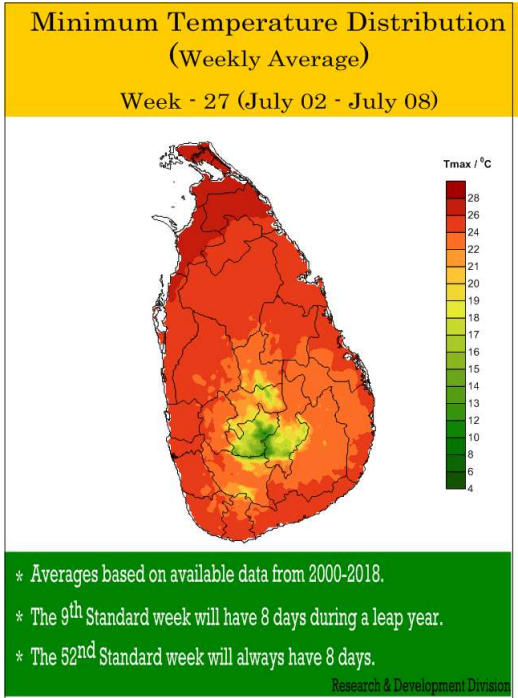 Minimum Temperature Distribution
(Weekly Average)
Week - 27 (July 02 - July 08)
Tmax / ⁰C
28
26
24
22
21
20
19
18
17
16
15
14
13
12
10
8
6
4
* Averages based on available data from 2000-2018.
* The 9th Standard week will have 8 days during a leap year.
* The 52nd Standard week will always have 8 days.
Research & Development Division